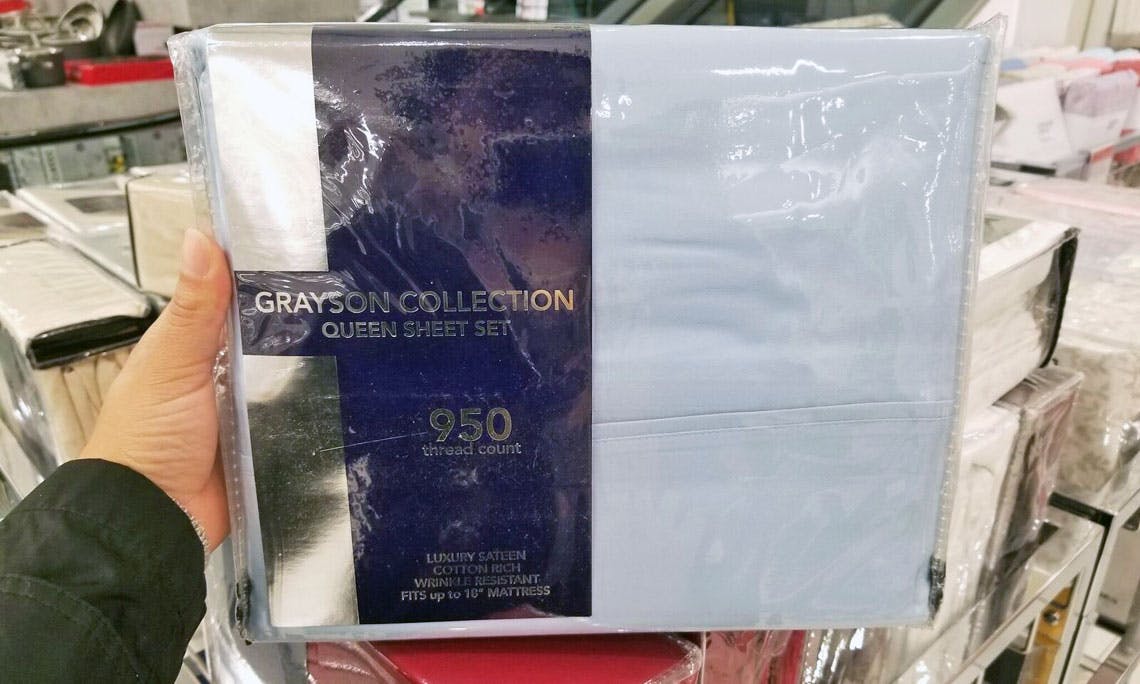 GRAYSON COLLECTION
QUEEN SHEET SET
950
thread count
LUXURY SATEEN
COTTON RICH
WRINKLE RESISTANT
FITS up to 18" MATTRESS